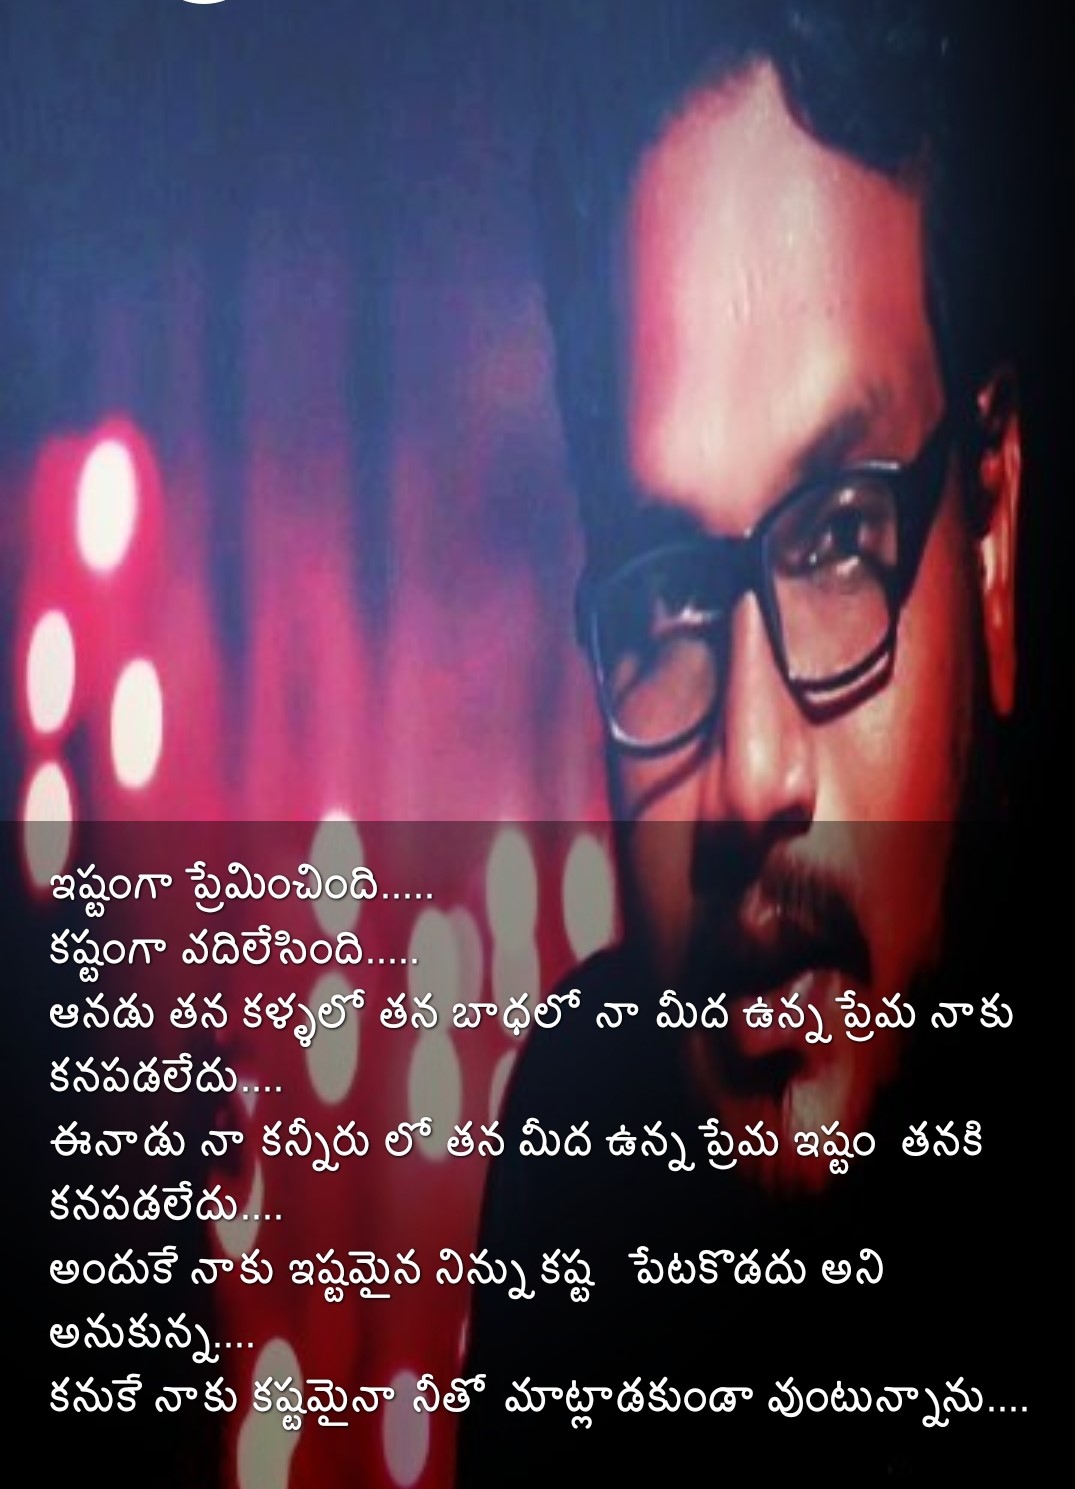 ఇష్టంగా ప్రేమించింది.....
కష్టంగా వదిలేసింది.....
ఆనడు తన కళ్ళలో తన బాధలో నా మీద ఉన్న ప్రేమ నాకు
కనపడలేదు....
ఈనాడు నా కన్నీరు లో తన మీద ఉన్న ప్రేమ ఇష్టం తనకి
కనపడలేదు....
అందుకే నాకు ఇష్టమైన నిన్ను కష్ట పేటకొడదు అని
అనుకున్న....
కనుకే నాకు కష్టమైనా నీతో మాట్లాడకుండా వుంటున్నాను....